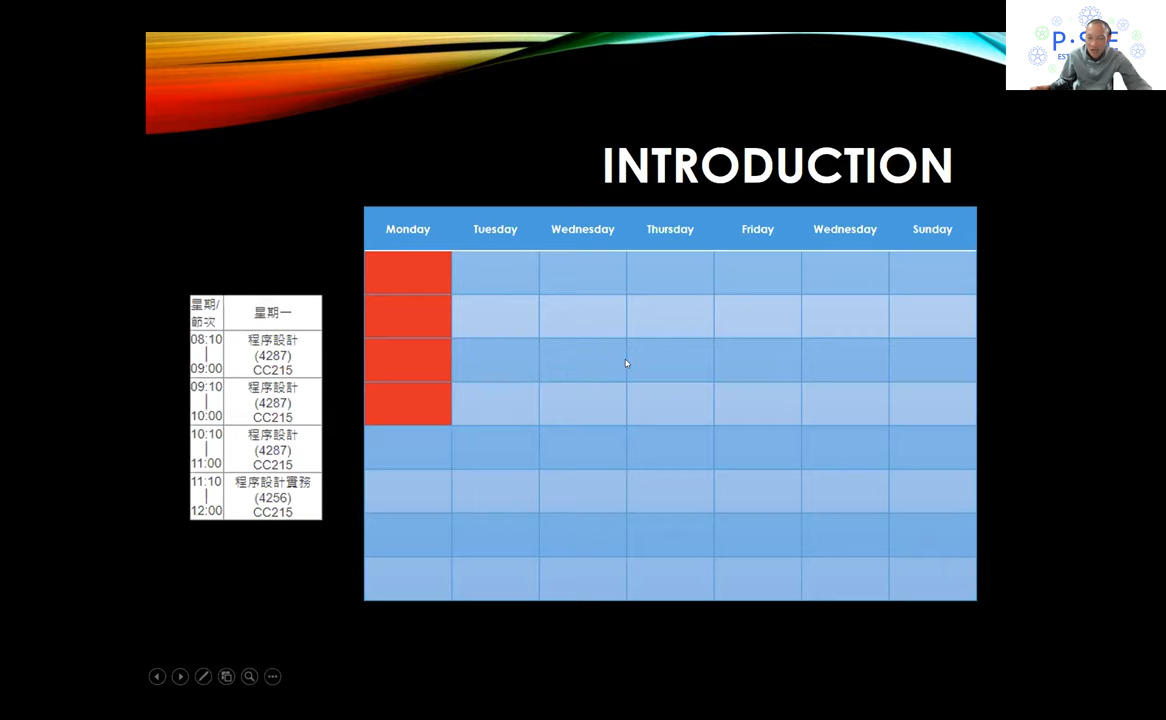 INTRODUCTION
Monday Tuesday Wednesday Thursday Friday Wednesday Sunday
星期/
節次
星期一
08:10
|
09:00
程序設計
(4287)
CC215
09:10
|
10:00
程序設計
(4287)
CC215
10:10
|
11:00
程序設計
(4287)
CC215
11:10
|
12:00
程序設計實務
(4256)
CC215